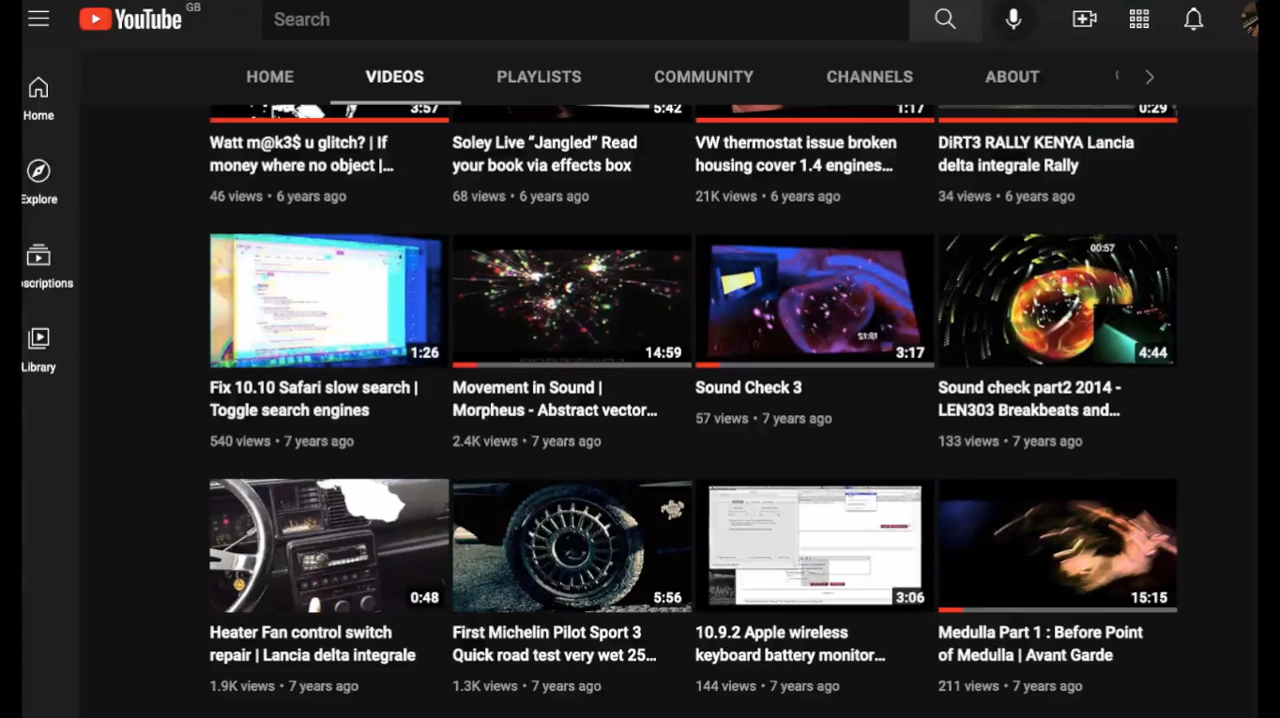 YouTube GB
Search
HOME VIDEOS PLAYLISTS COMMUNITY CHANNELS ABOUT
Home
Explore
oscriptions
Library
3:57 5:42 1:17 0:29
Watt m@k3$ u glitch? | If
money where no object |...
46 views • 6 years ago
Soley Live “Jangled” Read
your book via effects box
68 views • 6 years ago
VW thermostat issue broken
housing cover 1.4 engines...
21K views • 6 years ago
DiRT3 RALLY KENYA Lancia
delta integrale Rally
34 views • 6 years ago
1:26
Fix 10.10 Safari slow search |
Toggle search engines
540 views • 7 years ago
14:59
Movement in Sound |
Morpheus - Abstract vector...
2.4K views • 7 years ago
3:17
Sound Check 3
57 views • 7 years ago
00:57
4:44
Sound check part2 2014 -
LEN303 Breakbeats and...
133 views • 7 years ago
0:48
Heater Fan control switch
repair | Lancia delta integrale
1.9K views • 7 years ago
5:56
First Michelin Pilot Sport 3
Quick road test very wet 25...
1.3K views • 7 years ago
3:06
10.9.2 Apple wireless
keyboard battery monitor...
144 views • 7 years ago
15:15
Medulla Part 1 : Before Point
of Medulla | Avant Garde
211 views • 7 years ago